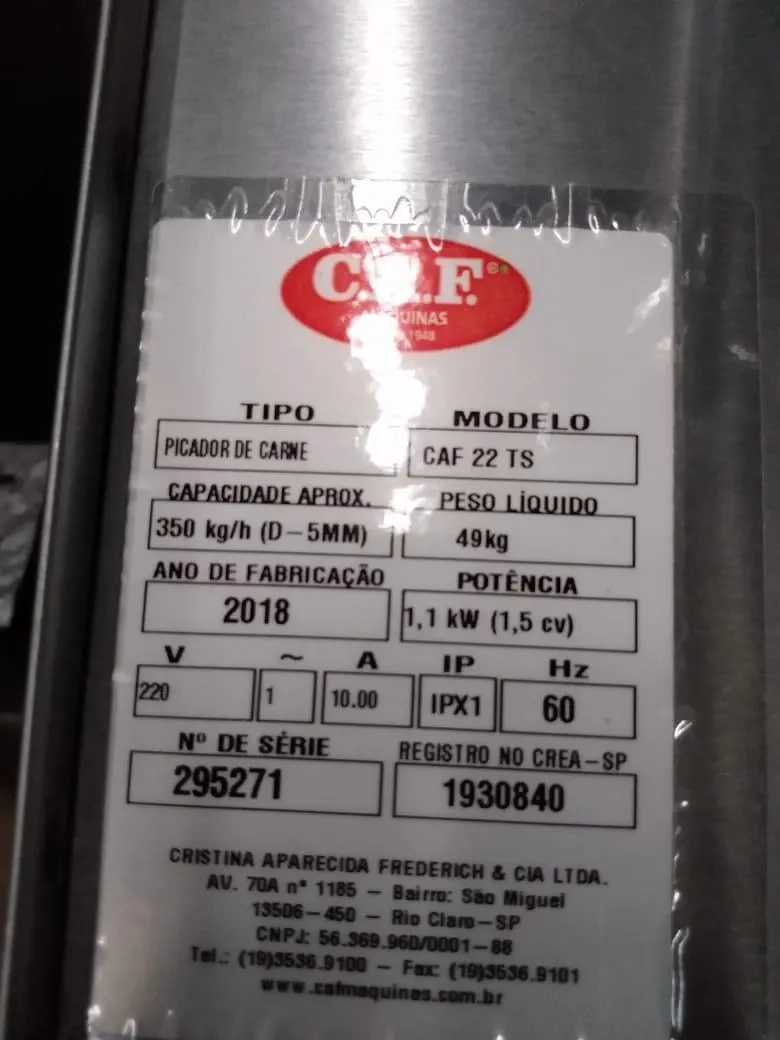 UINAS
1948
TIPO MODELO
PICADOR DE CARNE CAF 22 TS
CAPACIDADE APROX. PESO LÍQUIDO
350 kg/h (D-5MM) 49kg
ANO DE FABRICAÇÃO POTÊNCIA
2018 1,1 kW (1,5 cv)
V ~ A IP Hz
220 1 10.00 IPX1 60
Nº DE SÉRIE REGISTRO NO CREA-SP
295271 1930840
CRISTINA APARECIDA FREDERICH & CIA LTDA.
AV. 70A nº 1185 - Bairro: São Miguel
13506-450 - Rio Claro-SP
CNPJ: 56.369.960/0001-88
Tel.: (19)3536.9100 - Fax: (19)3536.9101
www.cafmaquinas.com.br